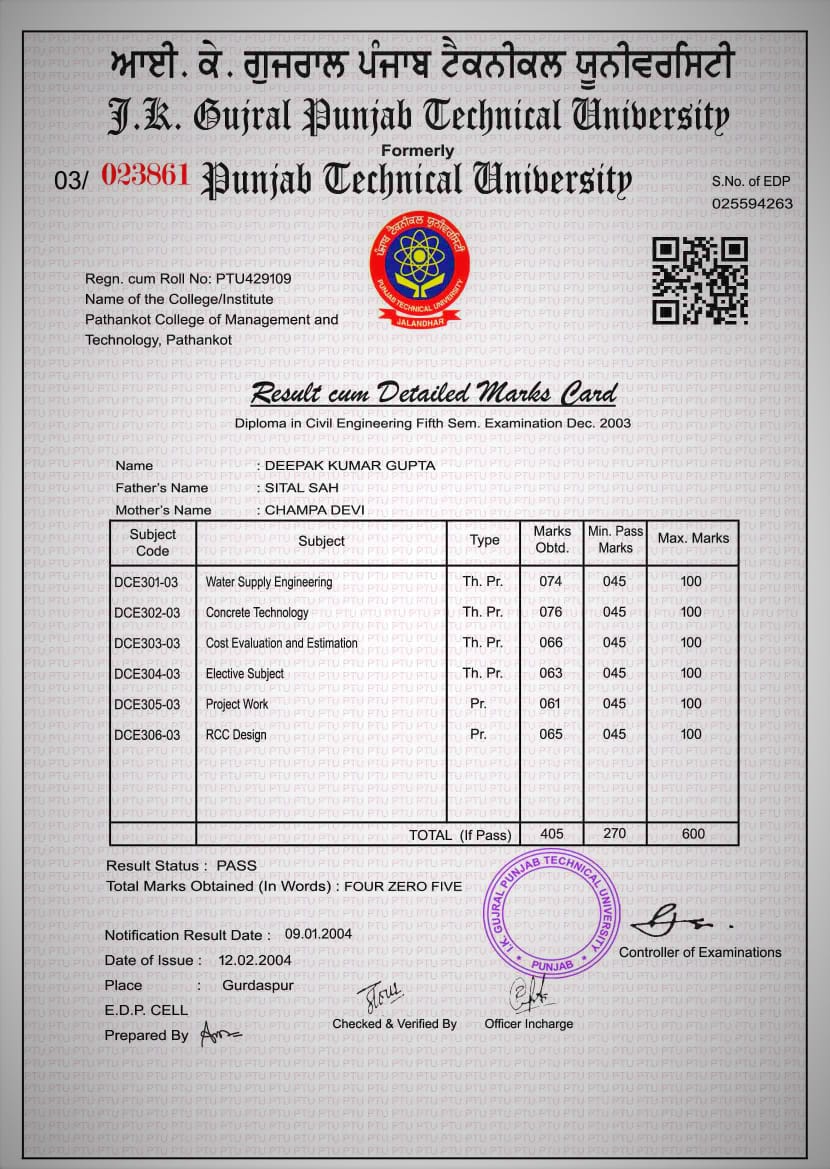 ਆਈ. ਕੇ. ਗੁਜਰਾਲ ਪੰਜਾਬ ਟੈਕਨੀਕਲ ਯੂਨੀਵਰਸਿਟੀ
I.K. Gujral Punjab Technical University
Formerly
03/ 023861 Punjab Technical University
S.No. of EDP
025594263
ਪੰਜਾਬ ਟੈਕਨੀਕਲ ਯੂਨੀਵਰਸਿਟੀ
PUNJAB TECHNICAL UNIVERSITY
JALANDHAR
Regn. cum Roll No: PTU429109
Name of the College/Institute
Pathankot College of Management and
Technology, Pathankot
Result cum Detailed Marks Card
Diploma in Civil Engineering Fifth Sem. Examination Dec. 2003
Name : DEEPAK KUMAR GUPTA
Father's Name : SITAL SAH
Mother's Name : CHAMPA DEVI
Subject Code Subject Type Marks Obtd. Min. Pass Marks Max. Marks
DCE301-03 Water Supply Engineering Th. Pr. 074 045 100
DCE302-03 Concrete Technology Th. Pr. 076 045 100
DCE303-03 Cost Evaluation and Estimation Th. Pr. 066 045 100
DCE304-03 Elective Subject Th. Pr. 063 045 100
DCE305-03 Project Work Pr. 061 045 100
DCE306-03 RCC Design Pr. 065 045 100
TOTAL (If Pass) 405 270 600
Result Status : PASS
Total Marks Obtained (In Words) : FOUR ZERO FIVE
I.K. GUJRAL PUNJAB TECHNICAL UNIVERSITY
* PUNJAB *
Notification Result Date : 09.01.2004
Date of Issue : 12.02.2004
Place : Gurdaspur
E.D.P. CELL
Prepared By
Checked & Verified By
Officer Incharge
Controller of Examinations